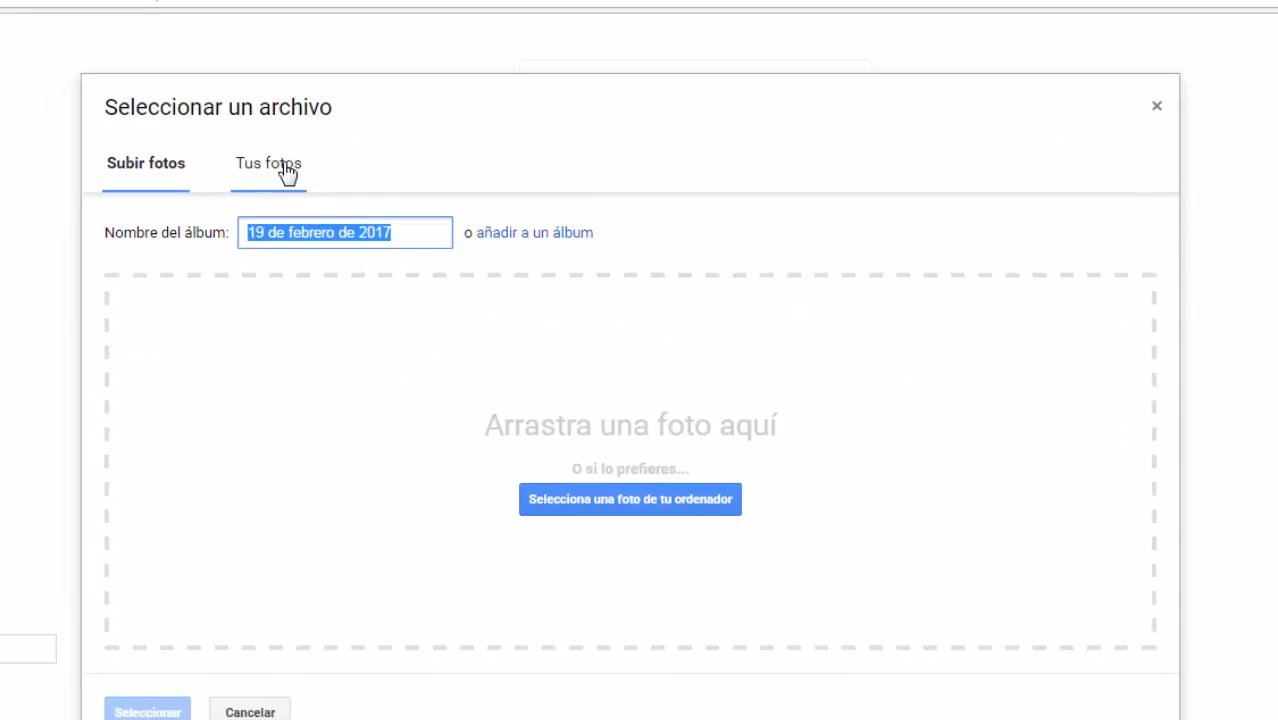 Seleccionar un archivo
×
Subir fotos Tus fotos
Nombre del álbum: 19 de febrero de 2017 o añadir a un álbum
Arrastra una foto aquí
O si lo prefieres...
Selecciona una foto de tu ordenador
Seleccionar Cancelar